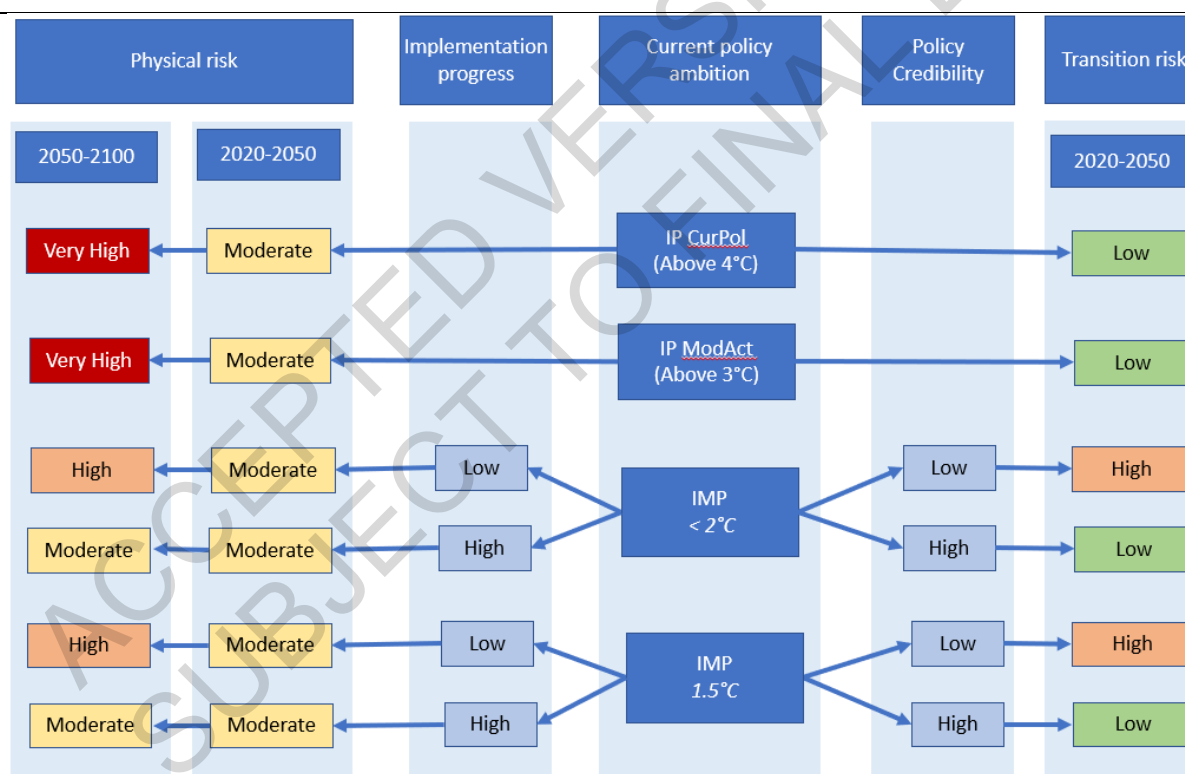 Physical risk
Implementation
progress
Current policy
ambition
Policy
Credibility
Transition risk
2050-2100
2020-2050
2020-2050
Very High
Moderate
IP CurPol
(Above 4°C)
Low
Very High
Moderate
IP ModAct
(Above 3°C)
Low
High
Moderate
Low
IMP
< 2°C
Low
High
Moderate
Moderate
High
High
Low
High
Moderate
Low
IMP
1.5°C
Low
High
Moderate
Moderate
High
High
Low
ACCEPTED VERSI
SUBJECT TO FINAL